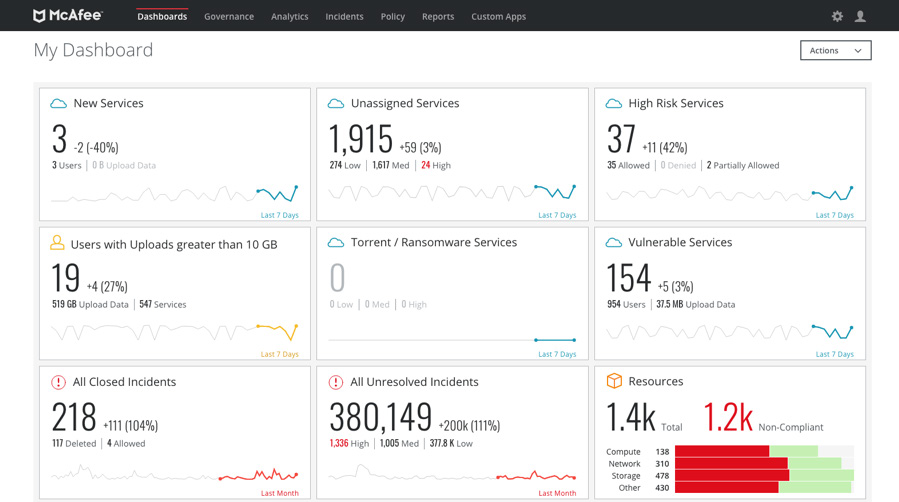 McAfee™ Dashboards Governance Analytics Incidents Policy Reports Custom Apps
My Dashboard
Actions
New Services
3 -2 (-40%)
3 Users | 0 B Upload Data
Last 7 Days
Unassigned Services
1,915 +59 (3%)
274 Low | 1,617 Med | 24 High
Last 7 Days
High Risk Services
37 +11 (42%)
35 Allowed | 0 Denied | 2 Partially Allowed
Last 7 Days
Users with Uploads greater than 10 GB
19 +4 (27%)
519 GB Upload Data | 547 Services
Last 7 Days
Torrent / Ransomware Services
0
0 Low | 0 Med | 0 High
Last 7 Days
Vulnerable Services
154 +5 (3%)
954 Users | 37.5 MB Upload Data
Last 7 Days
All Closed Incidents
218 +111 (104%)
117 Deleted | 4 Allowed
Last Month
All Unresolved Incidents
380,149 +200k (111%)
1,336 High | 1,005 Med | 377.8 K Low
Last Month
Resources
1.4k Total 1.2k Non-Compliant
Compute 138
Network 310
Storage 478
Other 430